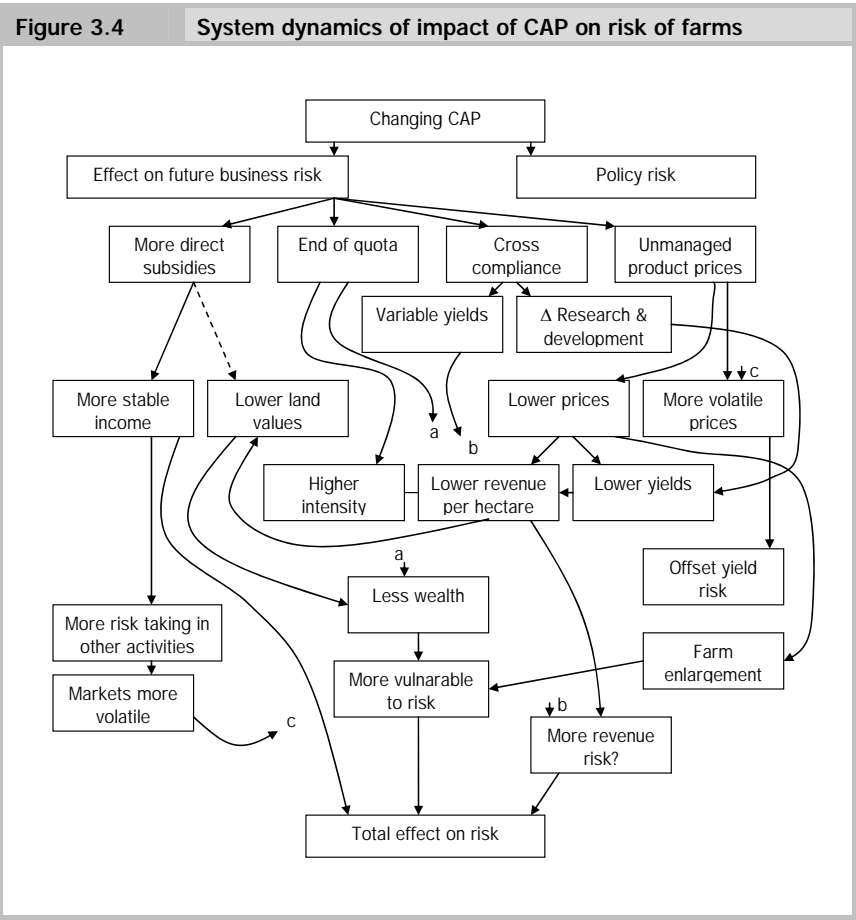 Figure 3.4 System dynamics of impact of CAP on risk of farms
Changing CAP
Effect on future business risk
Policy risk
More direct
subsidies
End of quota
Cross
compliance
Unmanaged
product prices
Variable yields
Δ Research &
development
c
More stable
income
Lower land
values
Lower prices
More volatile
prices
a
b
Higher
intensity
Lower revenue
per hectare
Lower yields
a
Less wealth
Offset yield
risk
More risk taking in
other activities
Farm
enlargement
More vulnarable
to risk
Markets more
volatile
c
b
More revenue
risk?
Total effect on risk